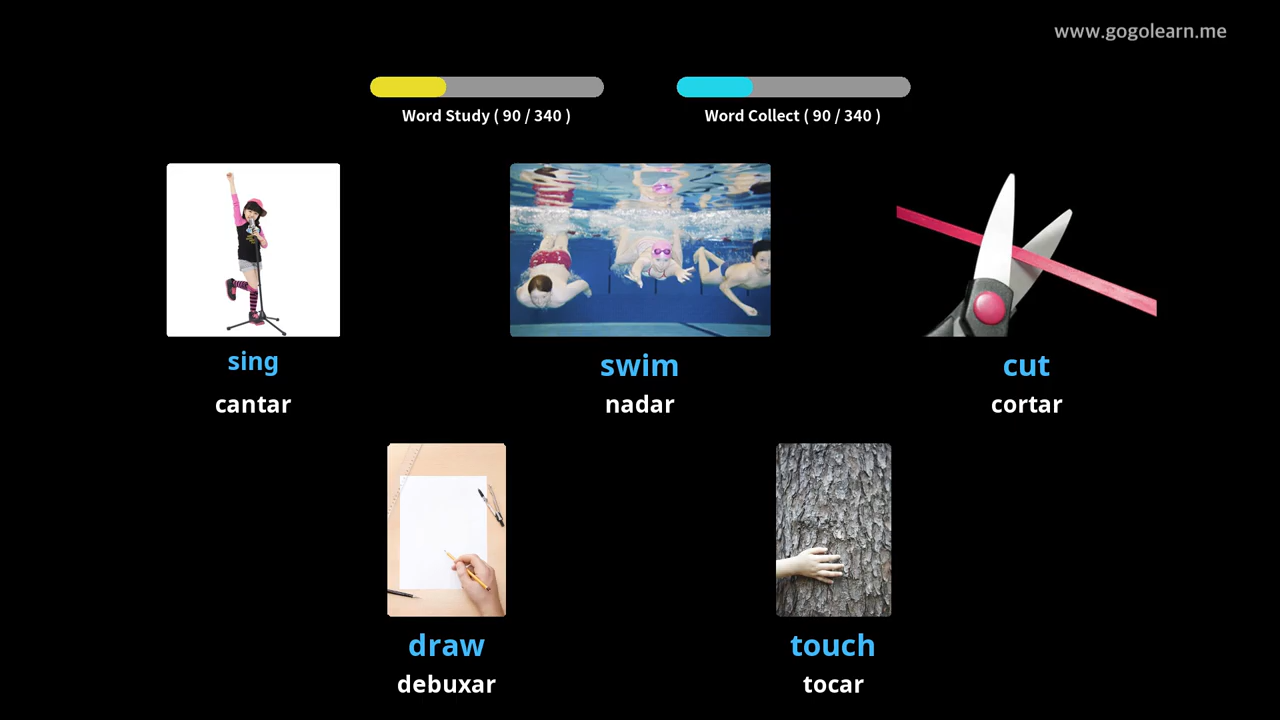 www.gogolearn.me
Word Study ( 90 / 340 )
Word Collect ( 90 / 340 )
sing
swim
cut
cantar
nadar
cortar
draw
touch
debuxar
tocar